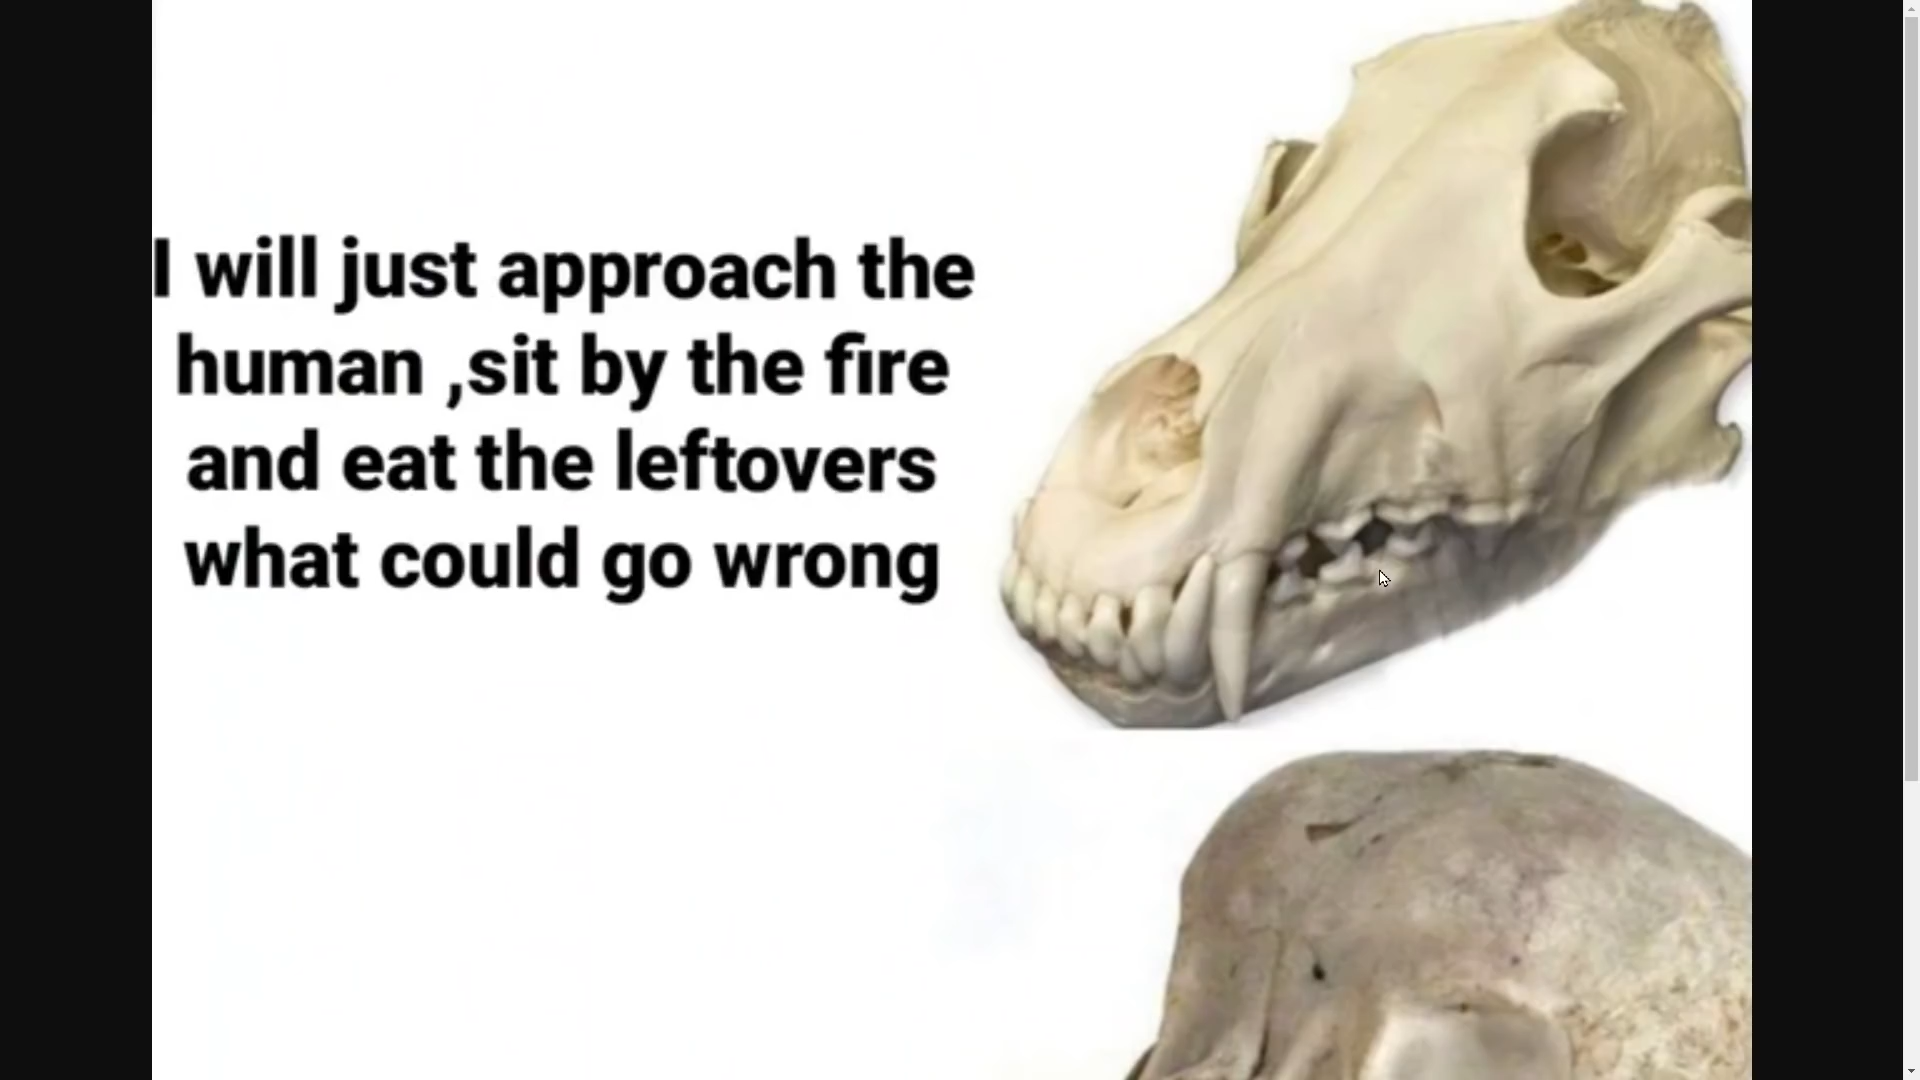 I will just approach the
human ,sit by the fire
and eat the leftovers
what could go wrong